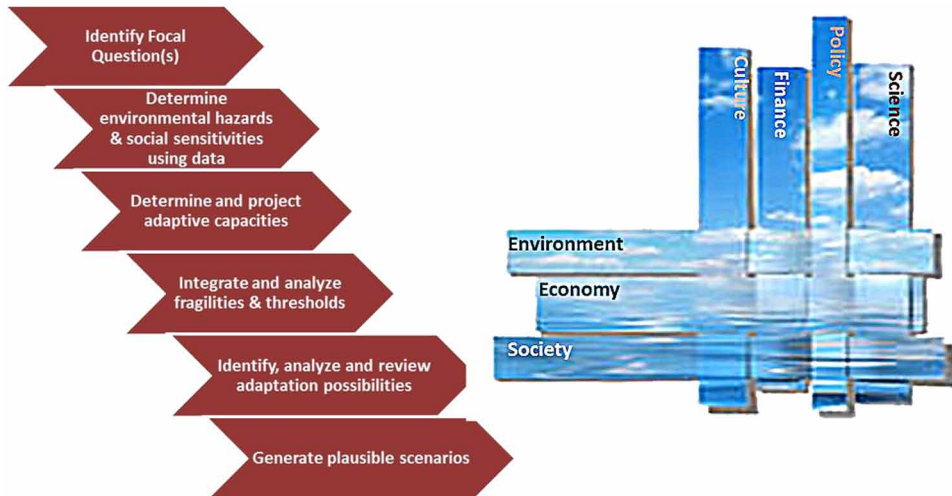 Identify Focal
Question(s)
Determine
environmental hazards
& social sensitivities
using data
Determine and project
adaptive capacities
Integrate and analyze
fragilities & thresholds
Identify, analyze and review
adaptation possibilities
Generate plausible scenarios
Culture
Finance
Policy
Science
Environment
Economy
Society